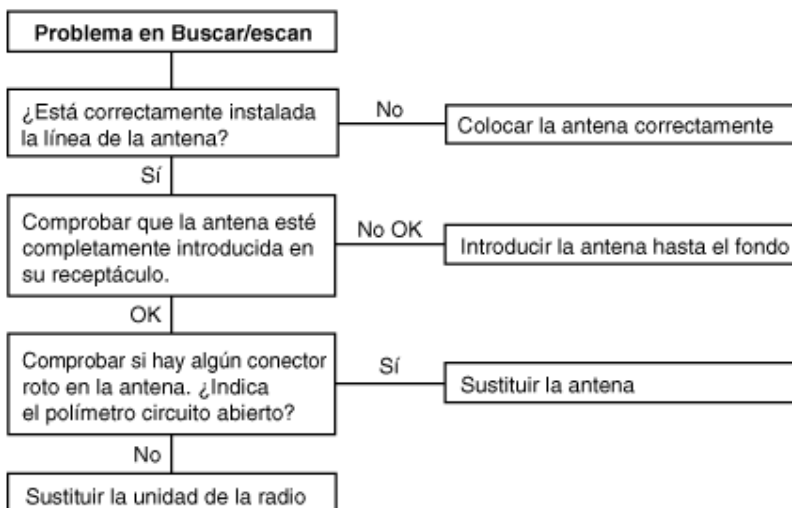 Problema en Buscar/escan
¿Está correctamente instalada
la línea de la antena?
No
Colocar la antena correctamente
Sí
Comprobar que la antena esté
completamente introducida en
su receptáculo.
No OK
Introducir la antena hasta el fondo
OK
Comprobar si hay algún conector
roto en la antena. ¿Indica
el polímetro circuito abierto?
Sí
Sustituir la antena
No
Sustituir la unidad de la radio